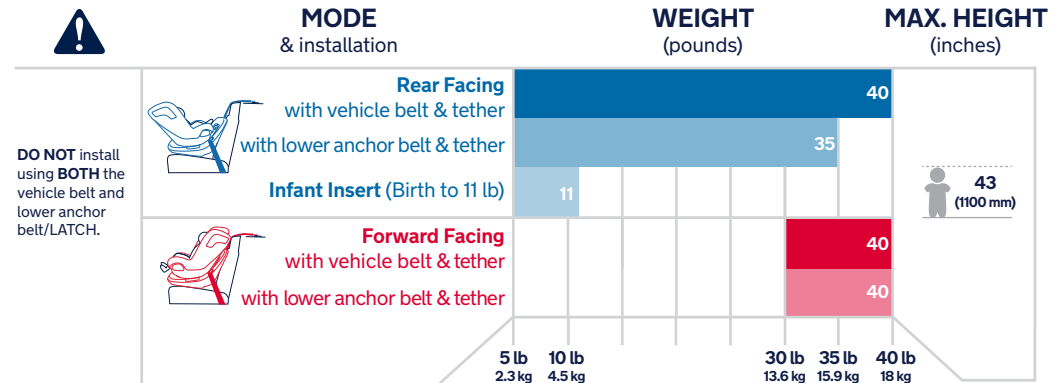 MODE
& installation
WEIGHT
(pounds)
MAX. HEIGHT
(inches)
DO NOT install
using BOTH the
vehicle belt and
lower anchor
belt/LATCH.
Rear Facing
with vehicle belt & tether
40
with lower anchor belt & tether
35
Infant Insert (Birth to 11 lb)
11
43
(1100 mm)
Forward Facing
with vehicle belt & tether
40
with lower anchor belt & tether
40
5 lb 10 lb 30 lb 35 lb 40 lb
2.3 kg 4.5 kg 13.6 kg 15.9 kg 18 kg